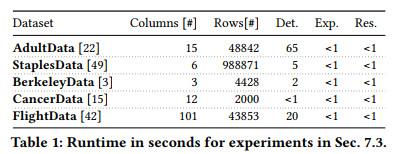 Dataset Columns [#] Rows[#] Det. Exp. Res.
AdultData [22] 15 48842 65 <1 <1
StaplesData [49] 6 988871 5 <1 <1
BerkeleyData [3] 3 4428 2 <1 <1
CancerData [15] 12 2000 <1 <1 <1
FlightData [42] 101 43853 20 <1 <1
Table 1: Runtime in seconds for experiments in Sec. 7.3.